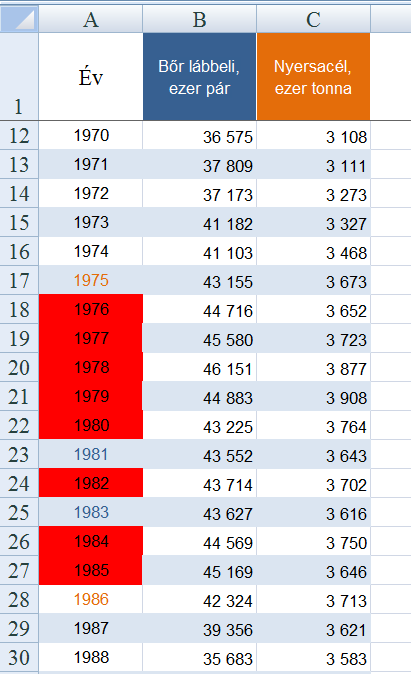 A B C
1 Év Bőr lábbeli, ezer pár Nyersacél, ezer tonna
12 1970 36 575 3 108
13 1971 37 809 3 111
14 1972 37 173 3 273
15 1973 41 182 3 327
16 1974 41 103 3 468
17 1975 43 155 3 673
18 1976 44 716 3 652
19 1977 45 580 3 723
20 1978 46 151 3 877
21 1979 44 883 3 908
22 1980 43 225 3 764
23 1981 43 552 3 643
24 1982 43 714 3 702
25 1983 43 627 3 616
26 1984 44 569 3 750
27 1985 45 169 3 646
28 1986 42 324 3 713
29 1987 39 356 3 621
30 1988 35 683 3 583